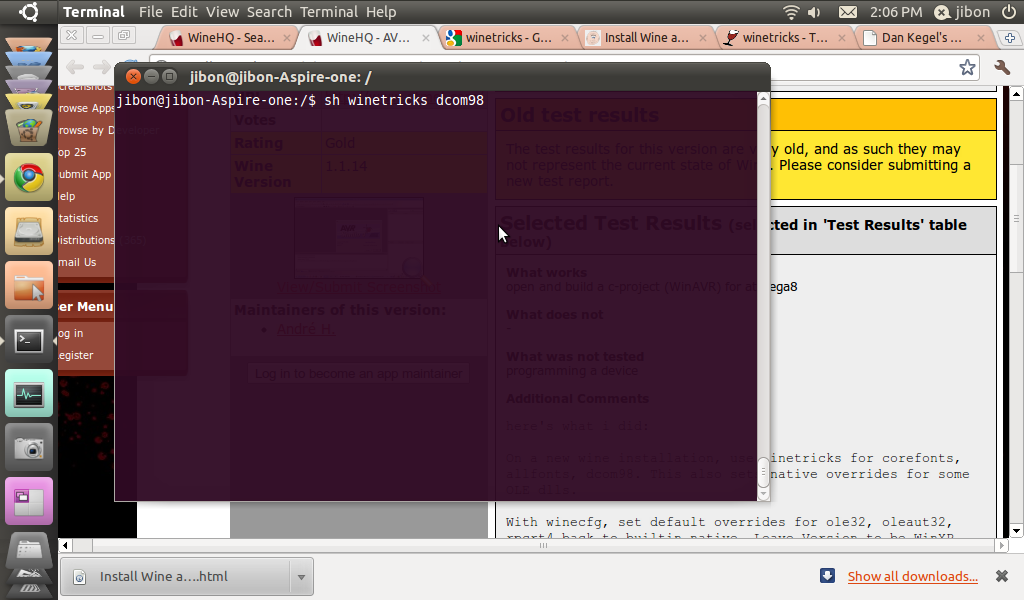 Terminal File Edit View Search Terminal Help
2:06 PM jibon
WineHQ - Sea...
WineHQ - AV...
winetricks - G...
Install Wine a...
winetricks - T...
Dan Kegel's ...
jibon@jibon-Aspire-one: /
jibon@jibon-Aspire-one:/$ sh winetricks dcom98
creenshots
rowse Apps
rowse by Developer
op 25
ubmit App
elp
tatistics
istributions
mail Us
ser Menu
og in
egister
Votes
Rating Gold
Wine 1.1.14
Version
View/Submit Screenshot
Maintainers of this version:
André H.
Log in to become an app maintainer
Old test results
The test results for this version are very old, and as such they may
not represent the current state of Wine. Please consider submitting a
new test report.
Selected Test Results (selected in 'Test Results' table
below)
What works
open and build a c-project (WinAVR) for atmega8
What does not
-
What was not tested
programming a device
Additional Comments
here's what i did:
On a new wine installation, use winetricks for corefonts,
allfonts, dcom98. This also sets native overrides for some
OLE dlls.
With winecfg, set default overrides for ole32, oleaut32,
rpcrt4 back to builtin native. Leave Version to be WinXP
Install Wine a....html
Show all downloads...